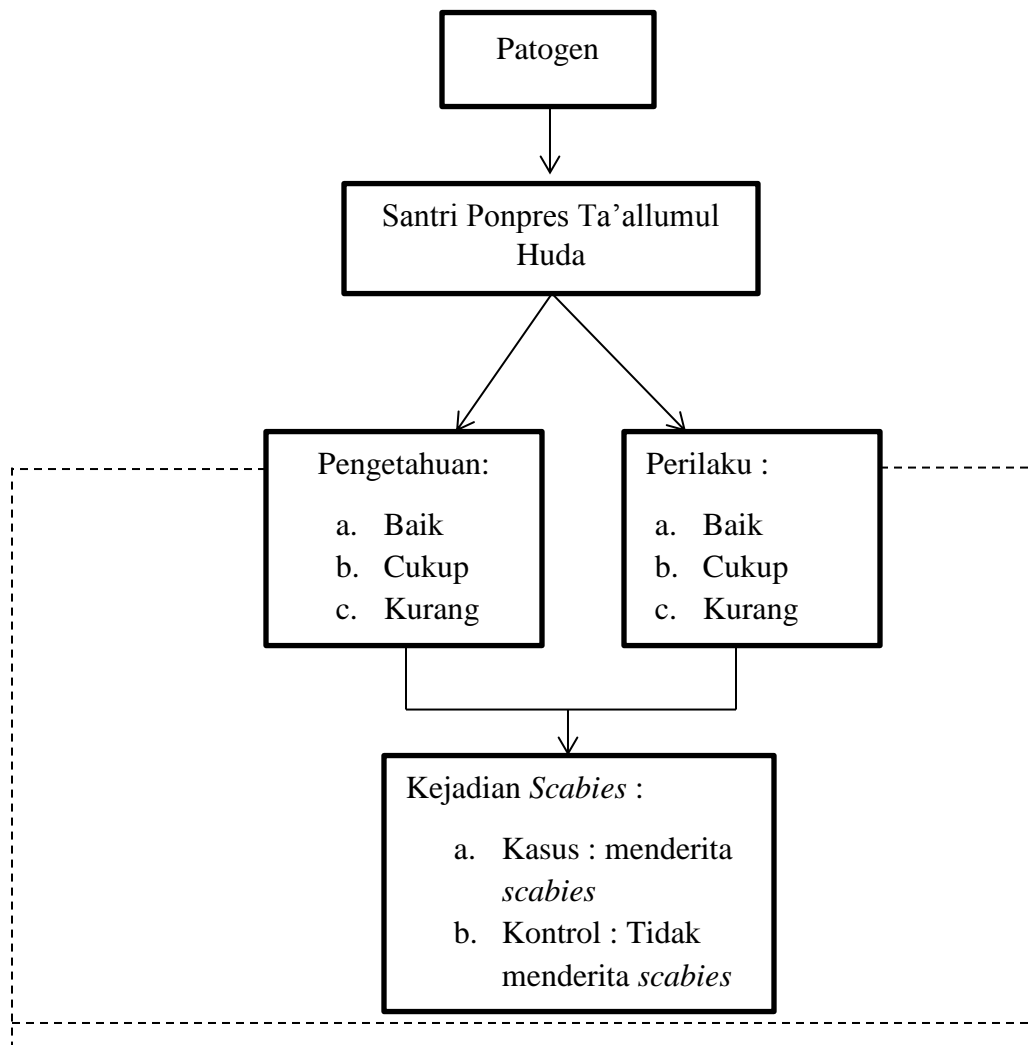 Patogen
Santri Ponpres Ta’allumul
Huda
Pengetahuan:
a. Baik
b. Cukup
c. Kurang
Perilaku :
a. Baik
b. Cukup
c. Kurang
Kejadian Scabies :
a. Kasus : menderita
scabies
b. Kontrol : Tidak
menderita scabies